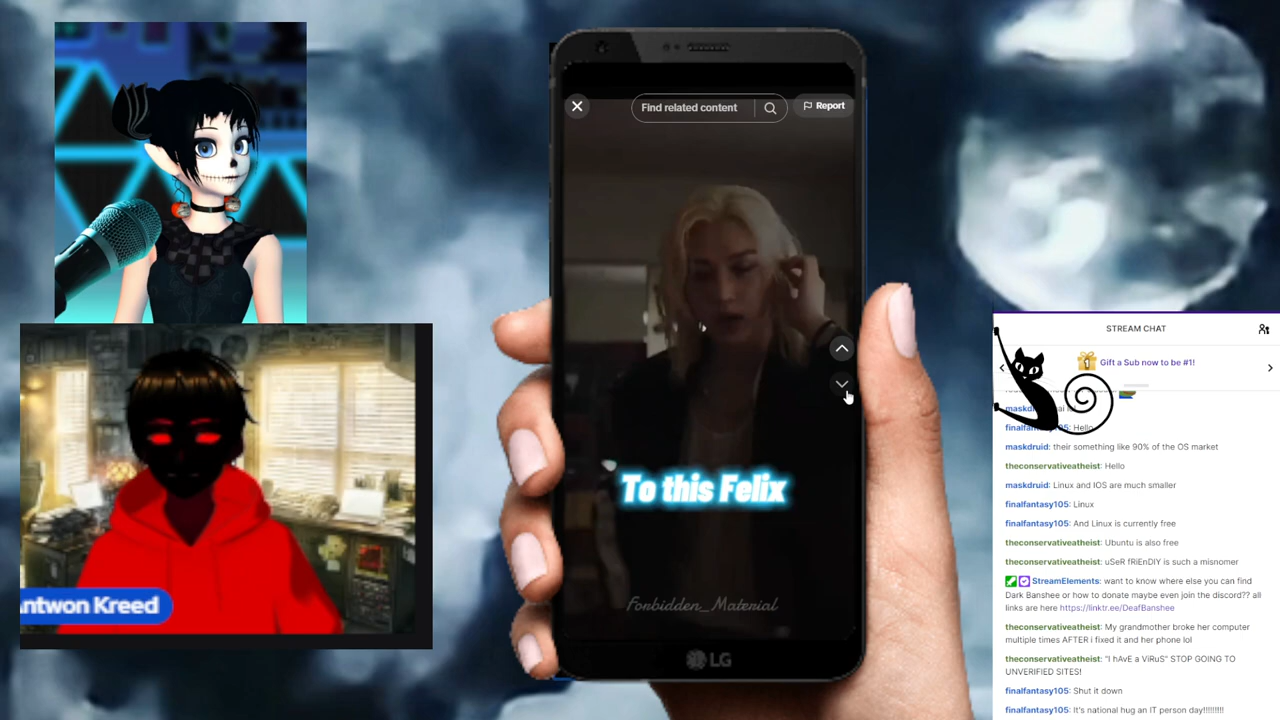 Find related content
Report
To this Felix
Forbidden_Material
LG
ntwon Kreed
STREAM CHAT
Gift a Sub now to be #1!
finalfantasy105: Hello
maskdruid: their something like 90% of the OS market
theconservativeatheist: Hello
maskdruid: Linux and IOS are much smaller
finalfantasy105: Linux
finalfantasy105: And Linux is currently free
theconservativeatheist: Ubuntu is also free
theconservativeatheist: uSeR fRiEnDlY is such a misnomer
StreamElements: want to know where else you can find
Dark Banshee or how to donate maybe even join the discord?? all
links are here https://linktr.ee/DeafBanshee
theconservativeatheist: My grandmother broke her computer
multiple times AFTER i fixed it and her phone lol
theconservativeatheist: "I hAvE a ViRuS" STOP GOING TO
UNVERIFIED SITES!
finalfantasy105: Shut it down
finalfantasy105: It's national hug an IT person day!!!!!!!!!